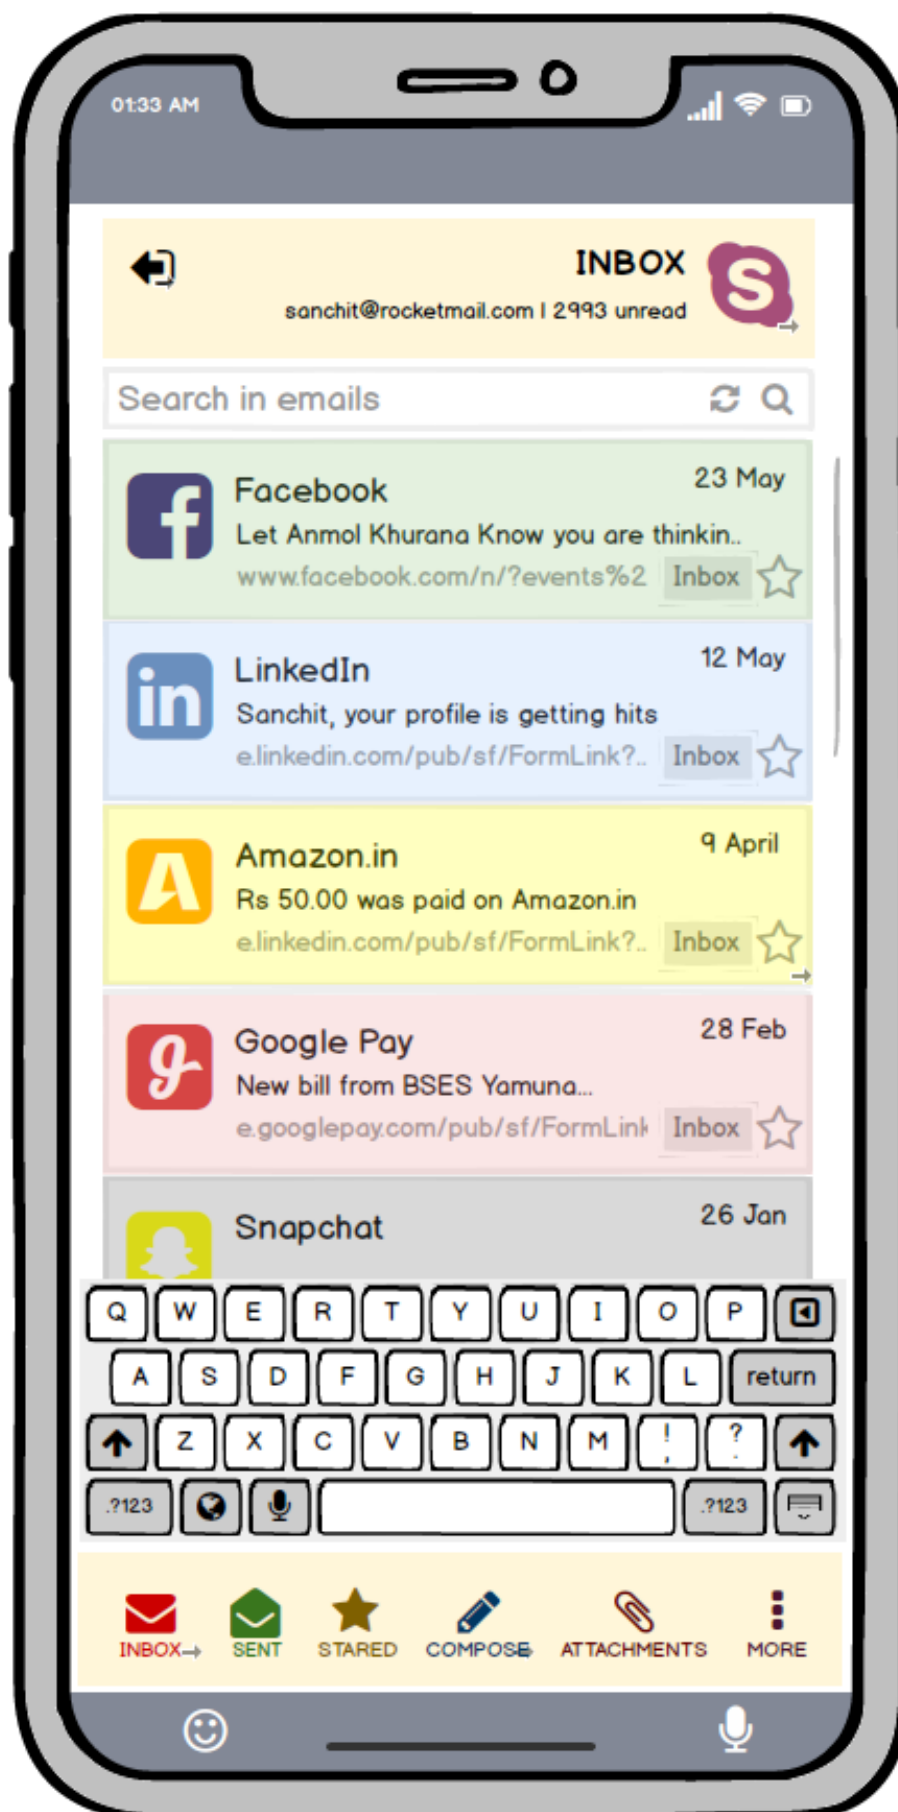 01:33 AM
INBOX
sanchit@rocketmail.com | 2993 unread
S
Search in emails
f
Facebook 23 May
Let Anmol Khurana Know you are thinkin..
www.facebook.com/n/?events%2 Inbox
in
LinkedIn 12 May
Sanchit, your profile is getting hits
e.linkedin.com/pub/sf/FormLink?.. Inbox
A
Amazon.in 9 April
Rs 50.00 was paid on Amazon.in
e.linkedin.com/pub/sf/FormLink?.. Inbox
g
Google Pay 28 Feb
New bill from BSES Yamuna...
e.googlepay.com/pub/sf/FormLink Inbox
Snapchat 26 Jan
Q W E R T Y U I O P
A S D F G H J K L return
Z X C V B N M ! , ? .
.?123 .?123
INBOX SENT STARED COMPOSE ATTACHMENTS MORE